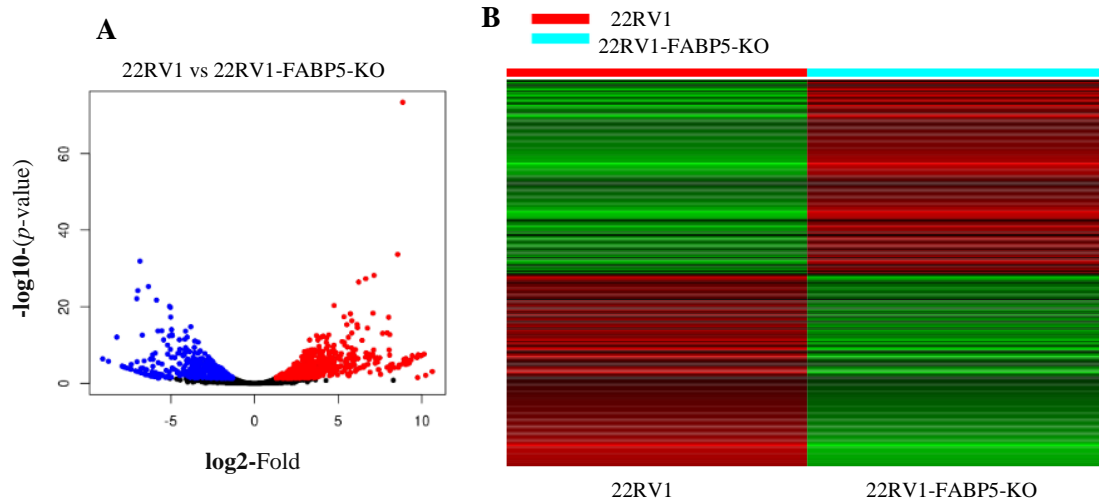 A
22RV1 vs 22RV1-FABP5-KO
-log10-(p-value)
60
40
20
0
-5
0
5
10
log2-Fold
B
22RV1
22RV1-FABP5-KO
22RV1
22RV1-FABP5-KO